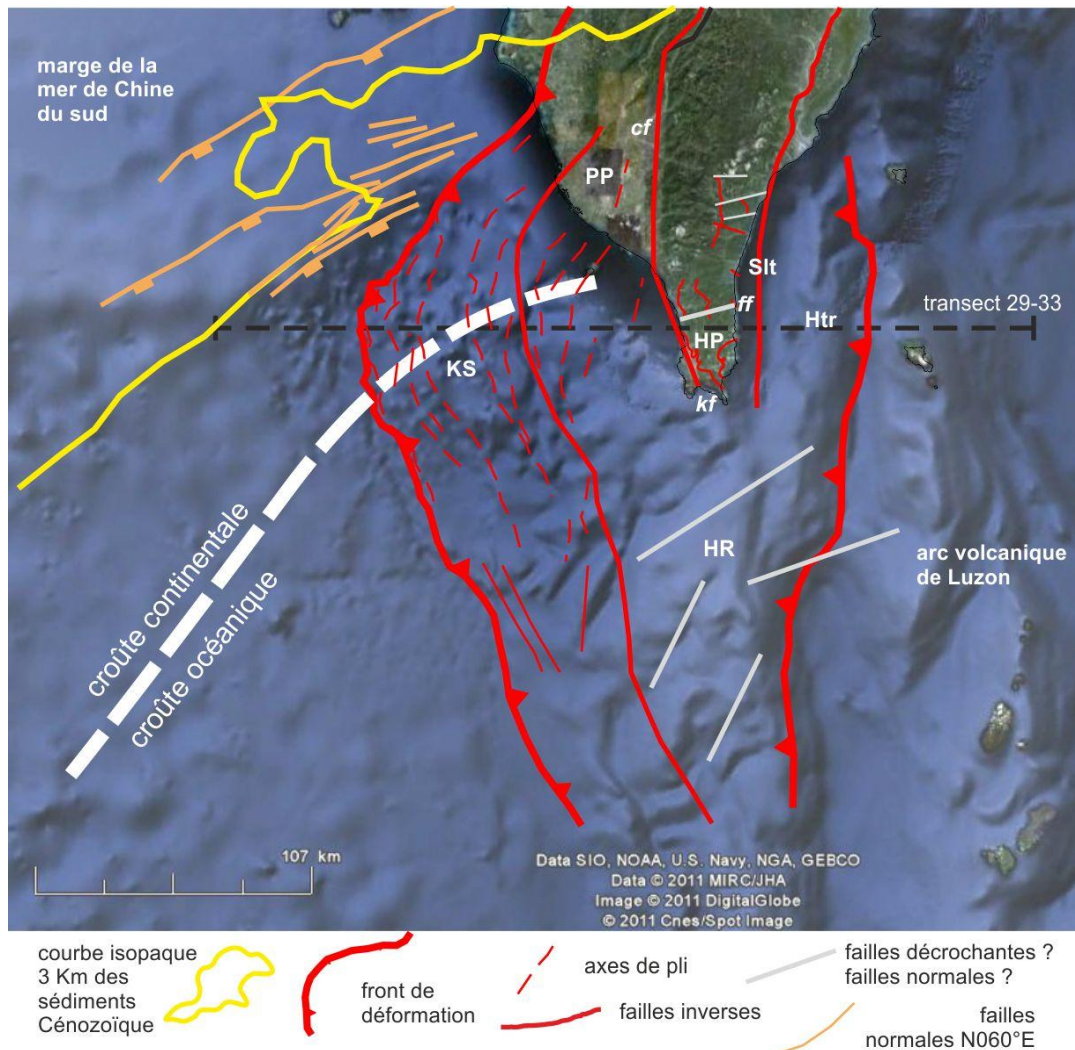 marge de la
mer de Chine
du sud
cf
PP
Slt
ff
transect 29-33
Htr
HP
KS
kf
HR
arc volcanique
de Luzon
croûte continentale
croûte océanique
107 km
Data SIO, NOAA, U.S. Navy, NGA, GEBCO
Data © 2011 MIRC/JHA
Image © 2011 DigitalGlobe
© 2011 Cnes/Spot Image
courbe isopaque
3 Km des
sédiments
Cénozoïque
front de
déformation
axes de pli
failles inverses
failles décrochantes ?
failles normales ?
failles
normales N060°E